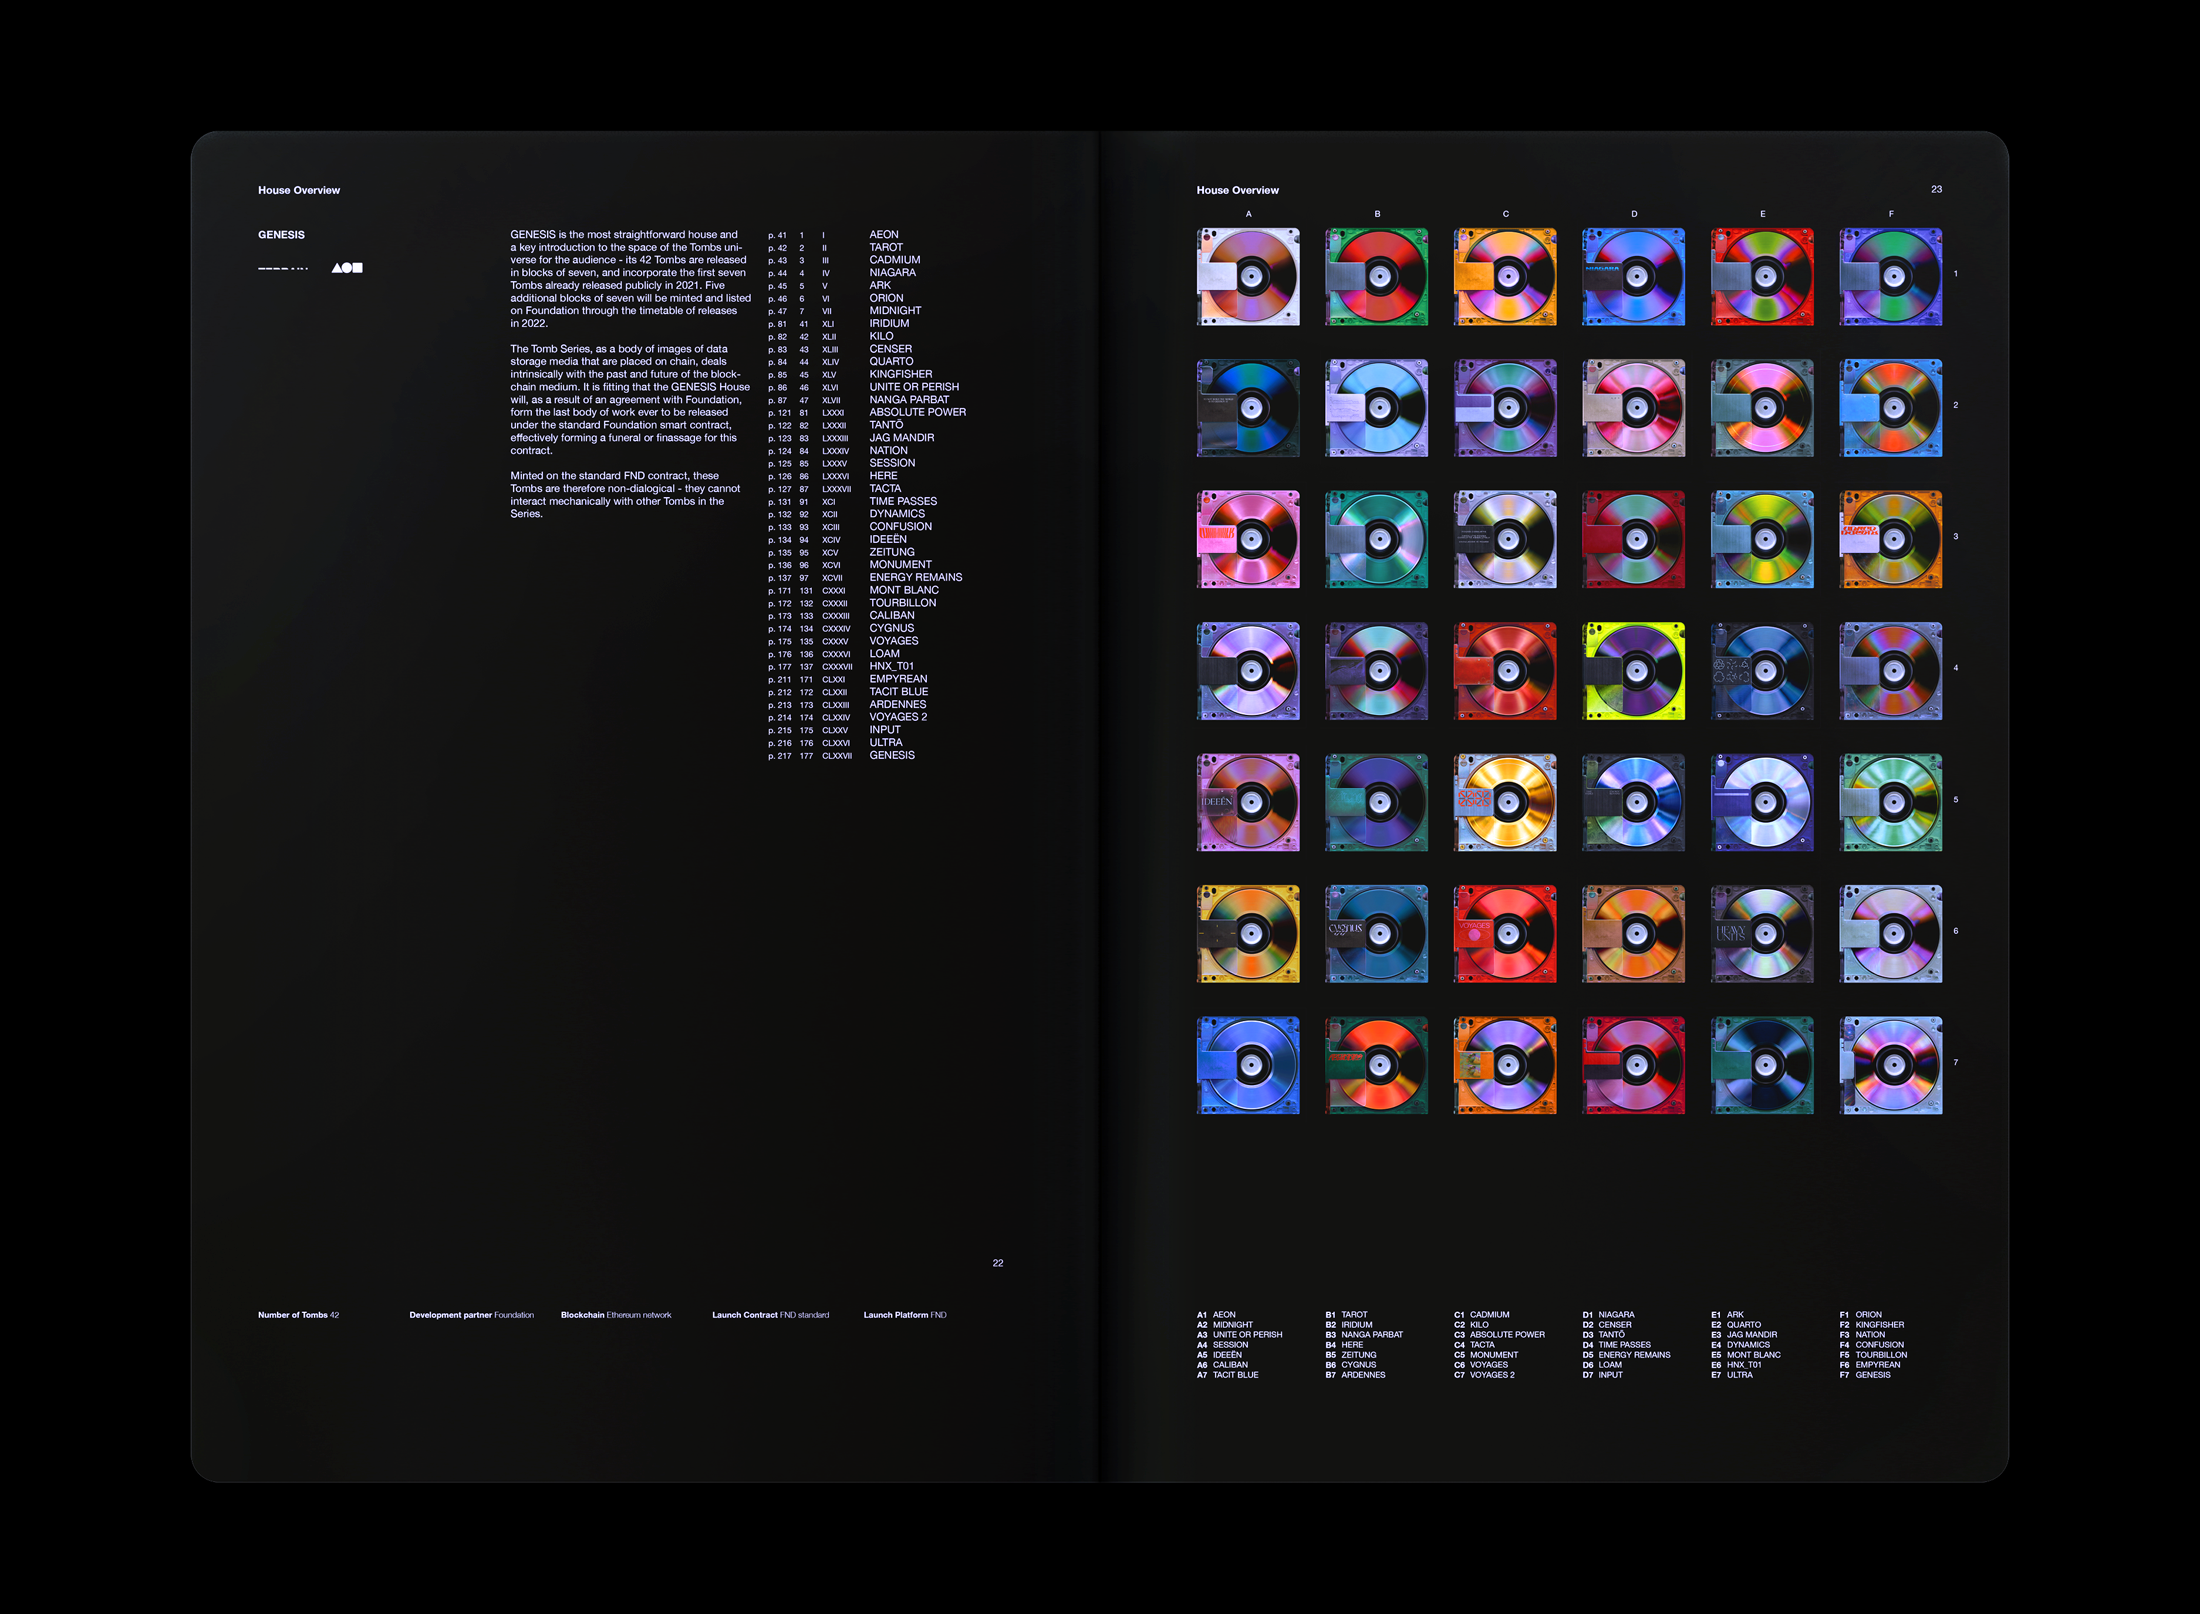 House Overview
GENESIS
GENESIS is the most straightforward house and
a key introduction to the space of the Tombs uni-
verse for the audience - its 42 Tombs are released
in blocks of seven, and incorporate the first seven
Tombs already released publicly in 2021. Five
additional blocks of seven will be minted and listed
on Foundation through the timetable of releases
in 2022.
The Tomb Series, as a body of images of data
storage media that are placed on chain, deals
intrinsically with the past and future of the block-
chain medium. It is fitting that the GENESIS House
will, as a result of an agreement with Foundation,
form the last body of work ever to be released
under the standard Foundation smart contract,
effectively forming a funeral or finassage for this
contract.
Minted on the standard FND contract, these
Tombs are therefore non-dialogical - they cannot
interact mechanically with other Tombs in the
Series.
p. 41 1 I AEON
p. 42 2 II TAROT
p. 43 3 III CADMIUM
p. 44 4 IV NIAGARA
p. 45 5 V ARK
p. 46 6 VI ORION
p. 47 7 VII MIDNIGHT
p. 81 41 XLI IRIDIUM
p. 82 42 XLII KILO
p. 83 43 XLIII CENSER
p. 84 44 XLIV QUARTO
p. 85 45 XLV KINGFISHER
p. 86 46 XLVI UNITE OR PERISH
p. 87 47 XLVII NANGA PARBAT
p. 121 81 LXXXI ABSOLUTE POWER
p. 122 82 LXXXII TANTŌ
p. 123 83 LXXXIII JAG MANDIR
p. 124 84 LXXXIV NATION
p. 125 85 LXXXV SESSION
p. 126 86 LXXXVI HERE
p. 127 87 LXXXVII TACTA
p. 131 91 XCI TIME PASSES
p. 132 92 XCII DYNAMICS
p. 133 93 XCIII CONFUSION
p. 134 94 XCIV IDEEËN
p. 135 95 XCV ZEITUNG
p. 136 96 XCVI MONUMENT
p. 137 97 XCVII ENERGY REMAINS
p. 171 131 CXXXI MONT BLANC
p. 172 132 CXXXII TOURBILLON
p. 173 133 CXXXIII CALIBAN
p. 174 134 CXXXIV CYGNUS
p. 175 135 CXXXV VOYAGES
p. 176 136 CXXXVI LOAM
p. 177 137 CXXXVII HNX_T01
p. 211 171 CLXXI EMPYREAN
p. 212 172 CLXXII TACIT BLUE
p. 213 173 CLXXIII ARDENNES
p. 214 174 CLXXIV VOYAGES 2
p. 215 175 CLXXV INPUT
p. 216 176 CLXXVI ULTRA
p. 217 177 CLXXVII GENESIS
22
Number of Tombs 42
Development partner Foundation
Blockchain Ethereum network
Launch Contract FND standard
Launch Platform FND
House Overview
23
A B C D E F
1
NIAGARA
2
3
4
5
IDEEËN
6
CYGNUS
VOYAGES
HEAVY
UNITS
7
A1 AEON
A2 MIDNIGHT
A3 UNITE OR PERISH
A4 SESSION
A5 IDEEËN
A6 CALIBAN
A7 TACIT BLUE
B1 TAROT
B2 IRIDIUM
B3 NANGA PARBAT
B4 HERE
B5 ZEITUNG
B6 CYGNUS
B7 ARDENNES
C1 CADMIUM
C2 KILO
C3 ABSOLUTE POWER
C4 TACTA
C5 MONUMENT
C6 VOYAGES
C7 VOYAGES 2
D1 NIAGARA
D2 CENSER
D3 TANTŌ
D4 TIME PASSES
D5 ENERGY REMAINS
D6 LOAM
D7 INPUT
E1 ARK
E2 QUARTO
E3 JAG MANDIR
E4 DYNAMICS
E5 MONT BLANC
E6 HNX_T01
E7 ULTRA
F1 ORION
F2 KINGFISHER
F3 NATION
F4 CONFUSION
F5 TOURBILLON
F6 EMPYREAN
F7 GENESIS